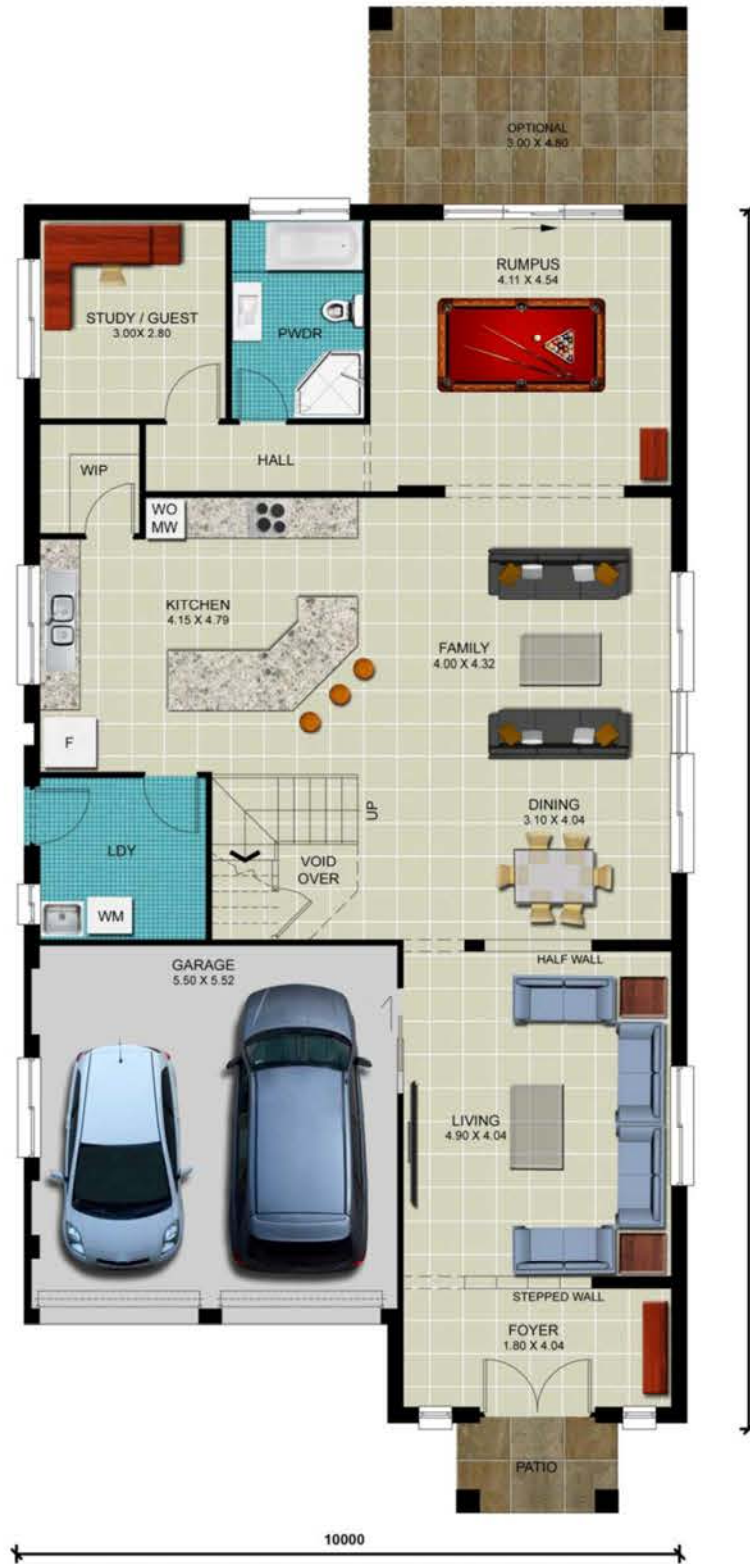 OPTIONAL
3.00 X 4.80
RUMPUS
4.11 X 4.54
STUDY / GUEST
3.00X 2.80
PWDR
HALL
WIP
WO
MW
KITCHEN
4.15 X 4.79
FAMILY
4.00 X 4.32
F
UP
DINING
3.10 X 4.04
LDY
VOID
OVER
WM
GARAGE
5.50 X 5.52
HALF WALL
LIVING
4.90 X 4.04
STEPPED WALL
FOYER
1.80 X 4.04
PATIO
10000